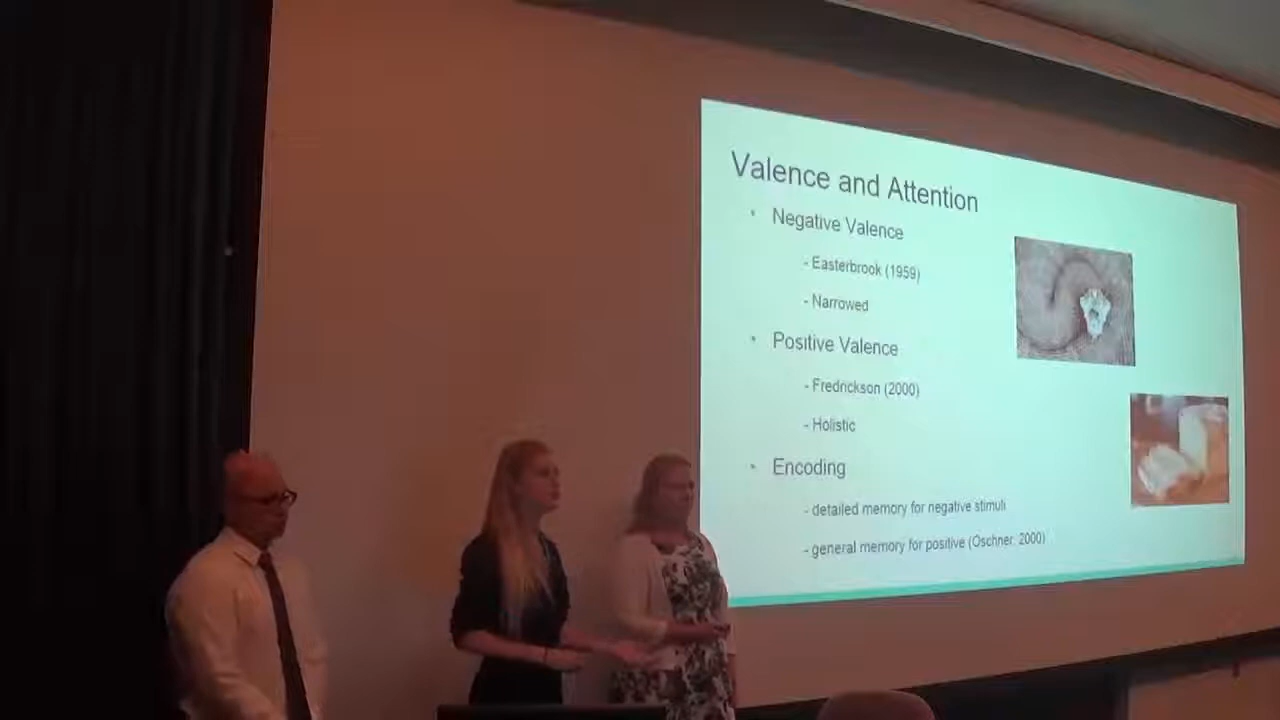 Valence and Attention
• Negative Valence
- Easterbrook (1959)
- Narrowed
• Positive Valence
- Fredrickson (2000)
- Holistic
• Encoding
- detailed memory for negative stimuli
- general memory for positive (Oschner, 2000)